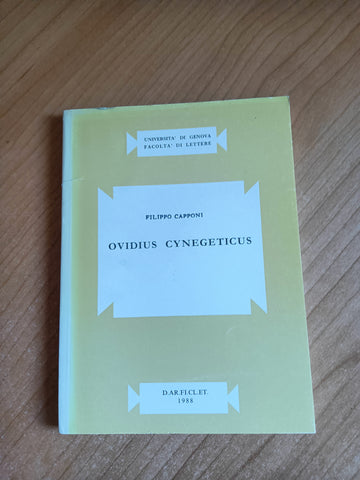 UNIVERSITA' DI GENOVA
FACOLTA' DI LETTERE
FILIPPO CAPPONI
OVIDIUS CYNEGETICUS
D.AR.FI.CL.ET.
1988